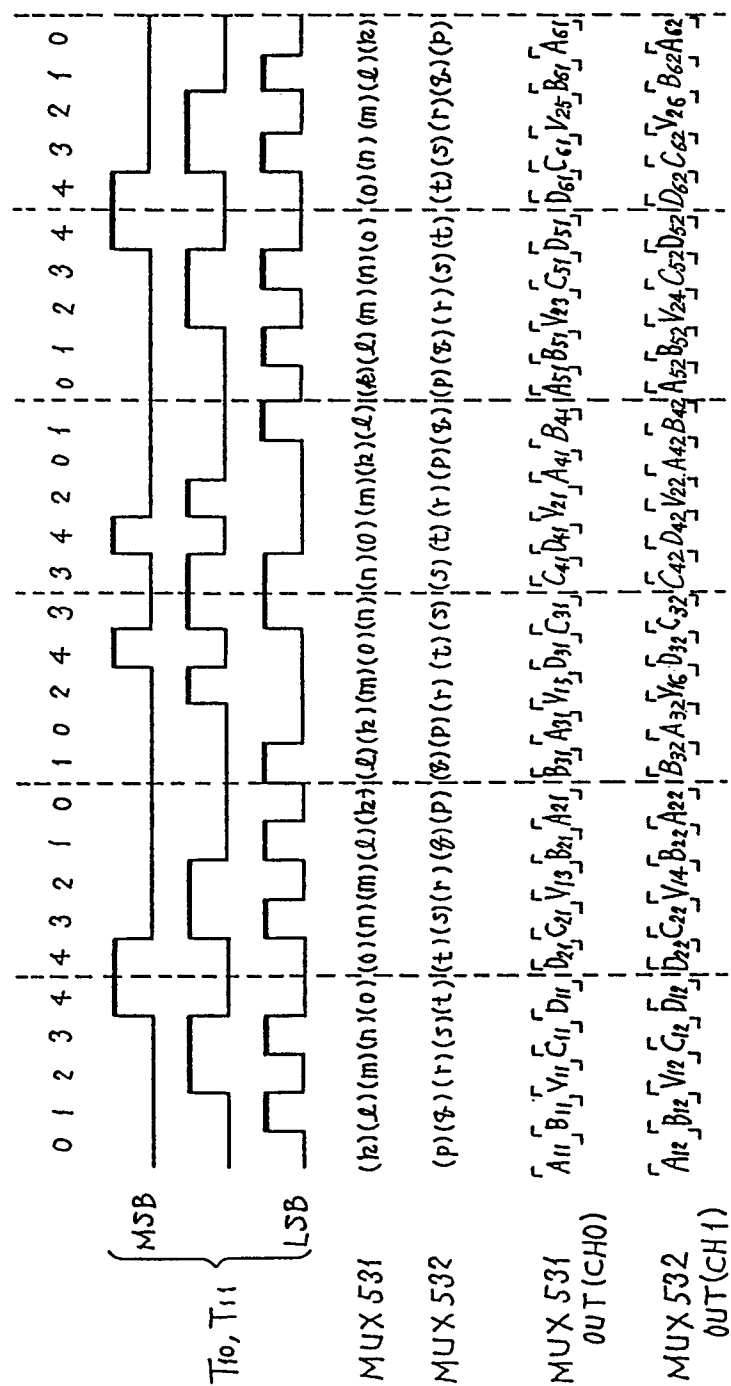 0 1 2 3 4 4 3 2 1 0 1 0 2 4 3 3 4 2 0 1 0 1 2 3 4 4 3 2 1 0
MSB
T10, T11
LSB
MUX 531 (k)(l)(m)(n)(o) (o)(n)(m)(l)(k) (l)(k)(m)(o)(n) (n)(o)(m)(k)(l) (k)(l)(m)(n)(o) (o)(n)(m)(l)(k)
MUX 532 (p)(q)(r)(s)(t) (t)(s)(r)(q)(p) (q)(p)(r)(t)(s) (s)(t)(r)(p)(q) (p)(q)(r)(s)(t) (t)(s)(r)(q)(p)
MUX 531 A11 B11 V11 C11 D11 D21 C21 V13 B21 A21 B31 A31 V15 D31 C31 C41 D41 V21 A41 B41 A51 B51 V23 C51 D51 D61 C61 V25 B61 A61
OUT (CH0)
MUX 532 A12 B12 V12 C12 D12 D22 C22 V14 B22 A22 B32 A32 V16 D32 C32 C42 D42 V22 A42 B42 A52 B52 V24 C52 D52 D62 C62 V26 B62 A62
OUT (CH1)